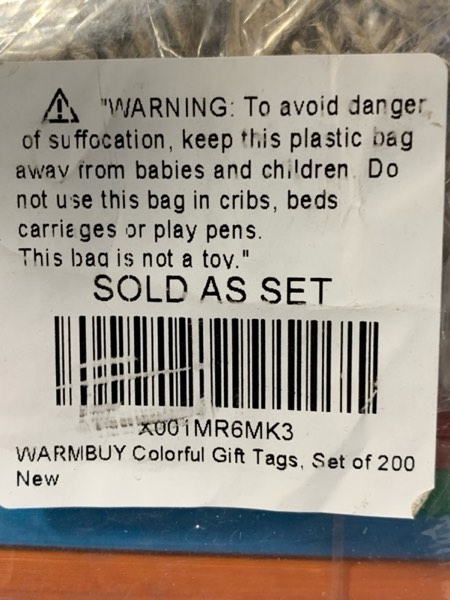 "WARNING: To avoid danger
of suffocation, keep this plastic bag
away from babies and children. Do
not use this bag in cribs, beds
carriages or play pens.
This bag is not a toy."
SOLD AS SET
X001MR6MK3
WARMBUY Colorful Gift Tags, Set of 200
New